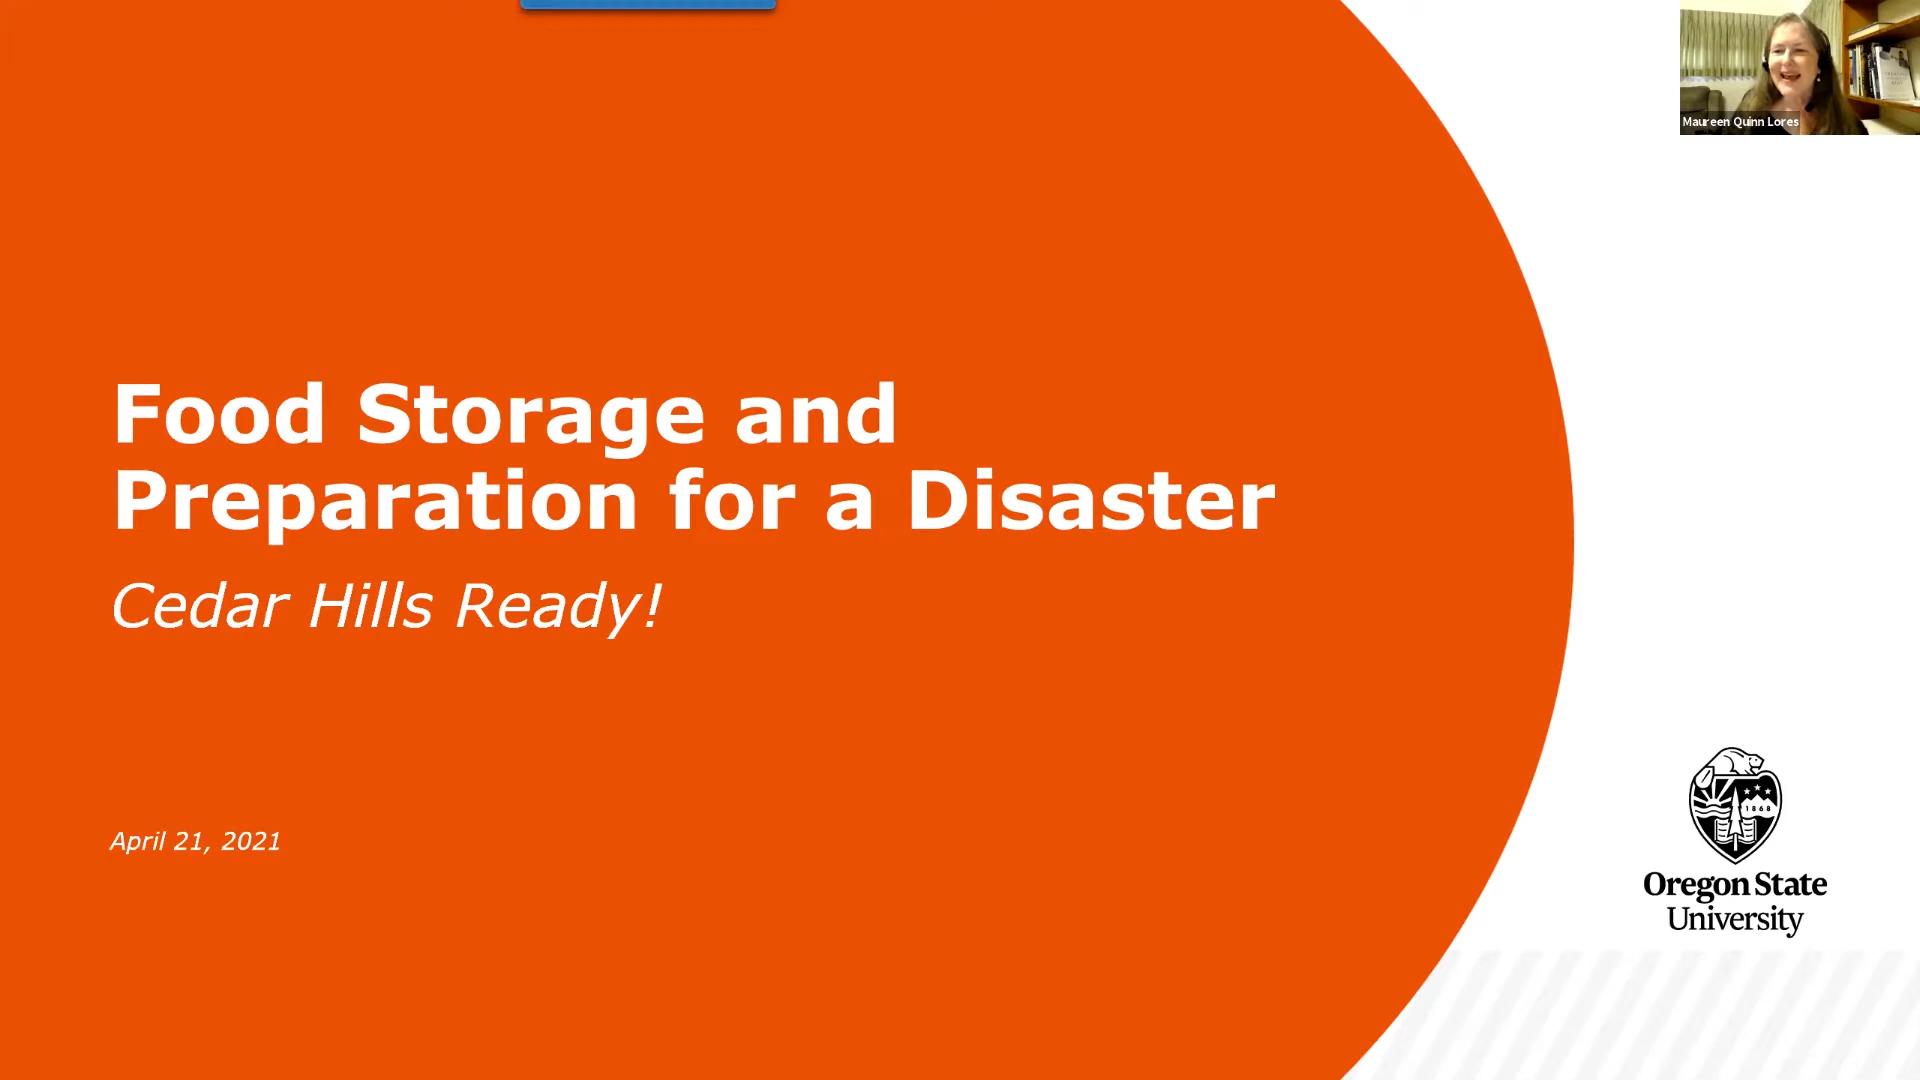 Maureen Quinn Lores
Food Storage and
Preparation for a Disaster
Cedar Hills Ready!
April 21, 2021
1868
Oregon State
University